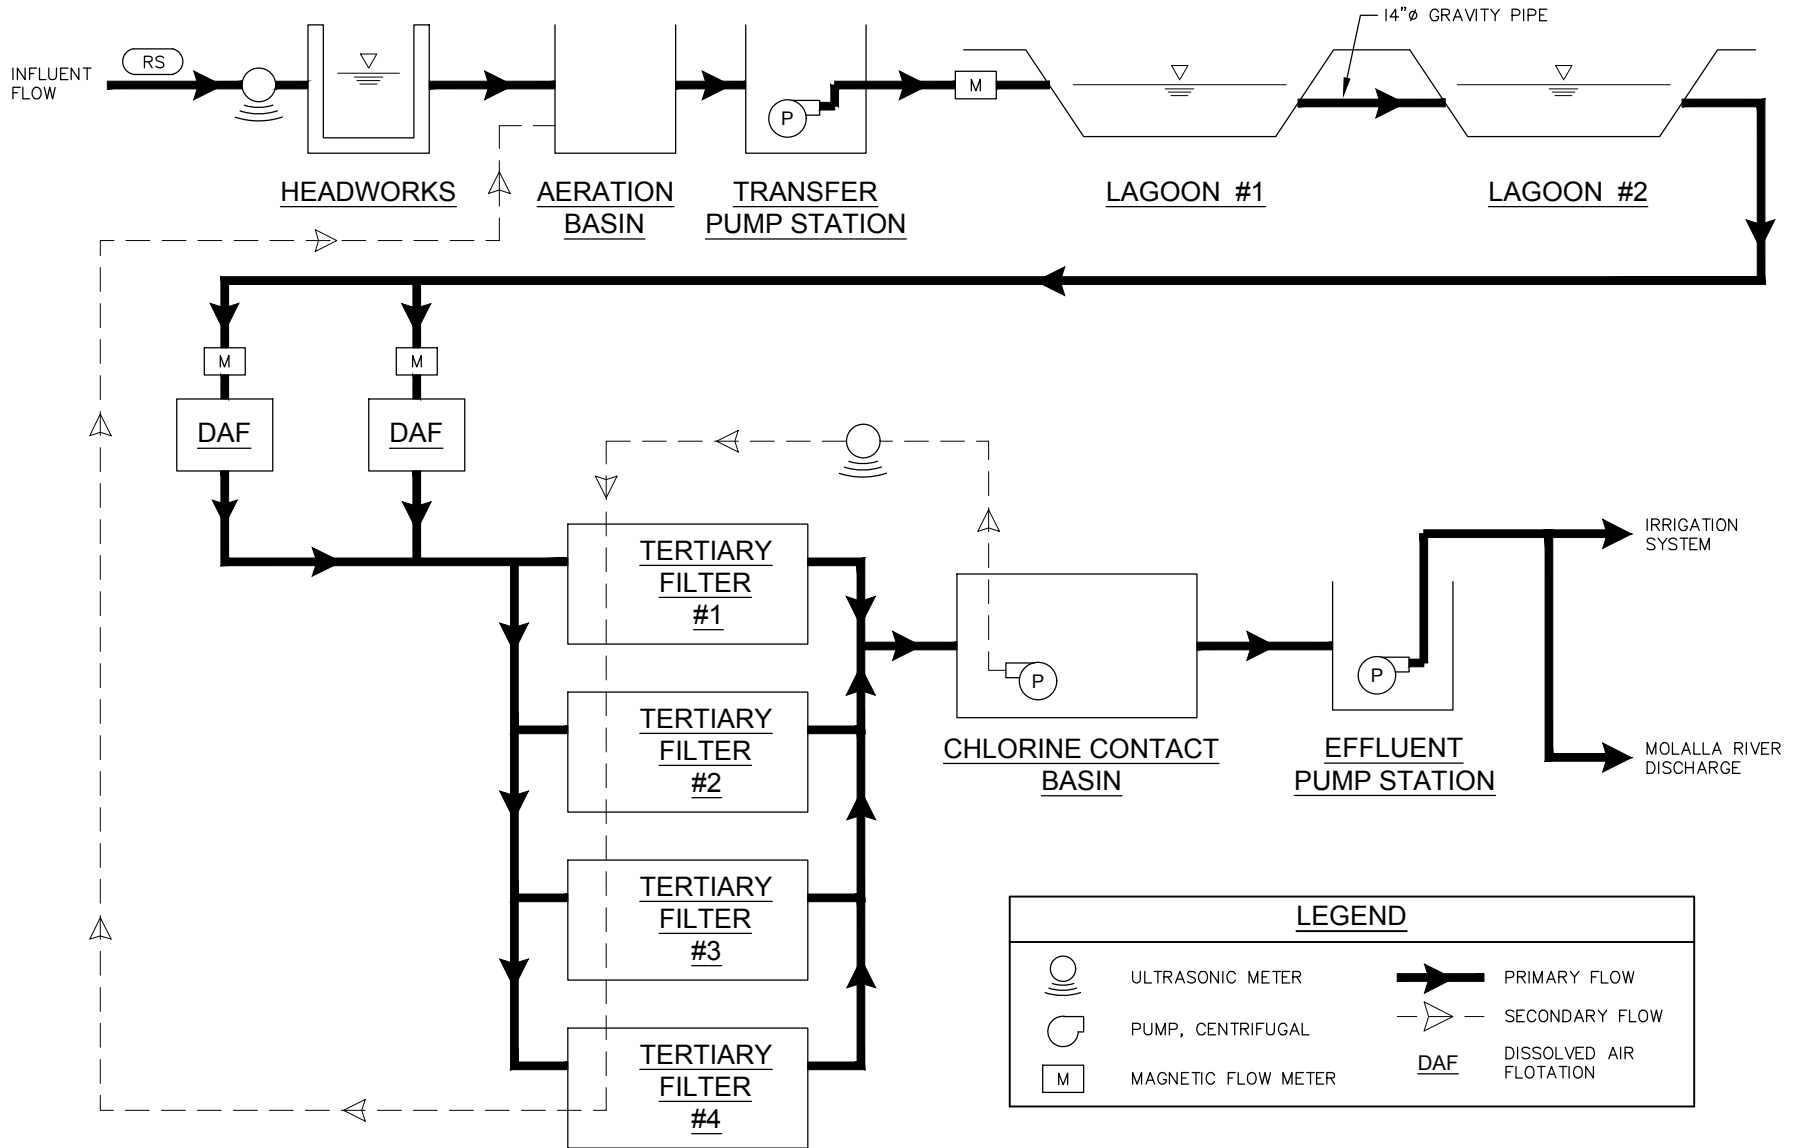 14"ø GRAVITY PIPE
INFLUENT
FLOW
RS
M
P
HEADWORKS
AERATION
BASIN
TRANSFER
PUMP STATION
LAGOON #1
LAGOON #2
M
M
DAF
DAF
TERTIARY
FILTER
#1
TERTIARY
FILTER
#2
TERTIARY
FILTER
#3
TERTIARY
FILTER
#4
P
CHLORINE CONTACT
BASIN
P
EFFLUENT
PUMP STATION
IRRIGATION
SYSTEM
MOLALLA RIVER
DISCHARGE
LEGEND
ULTRASONIC METER
PUMP, CENTRIFUGAL
M
MAGNETIC FLOW METER
PRIMARY FLOW
SECONDARY FLOW
DAF
DISSOLVED AIR
FLOTATION